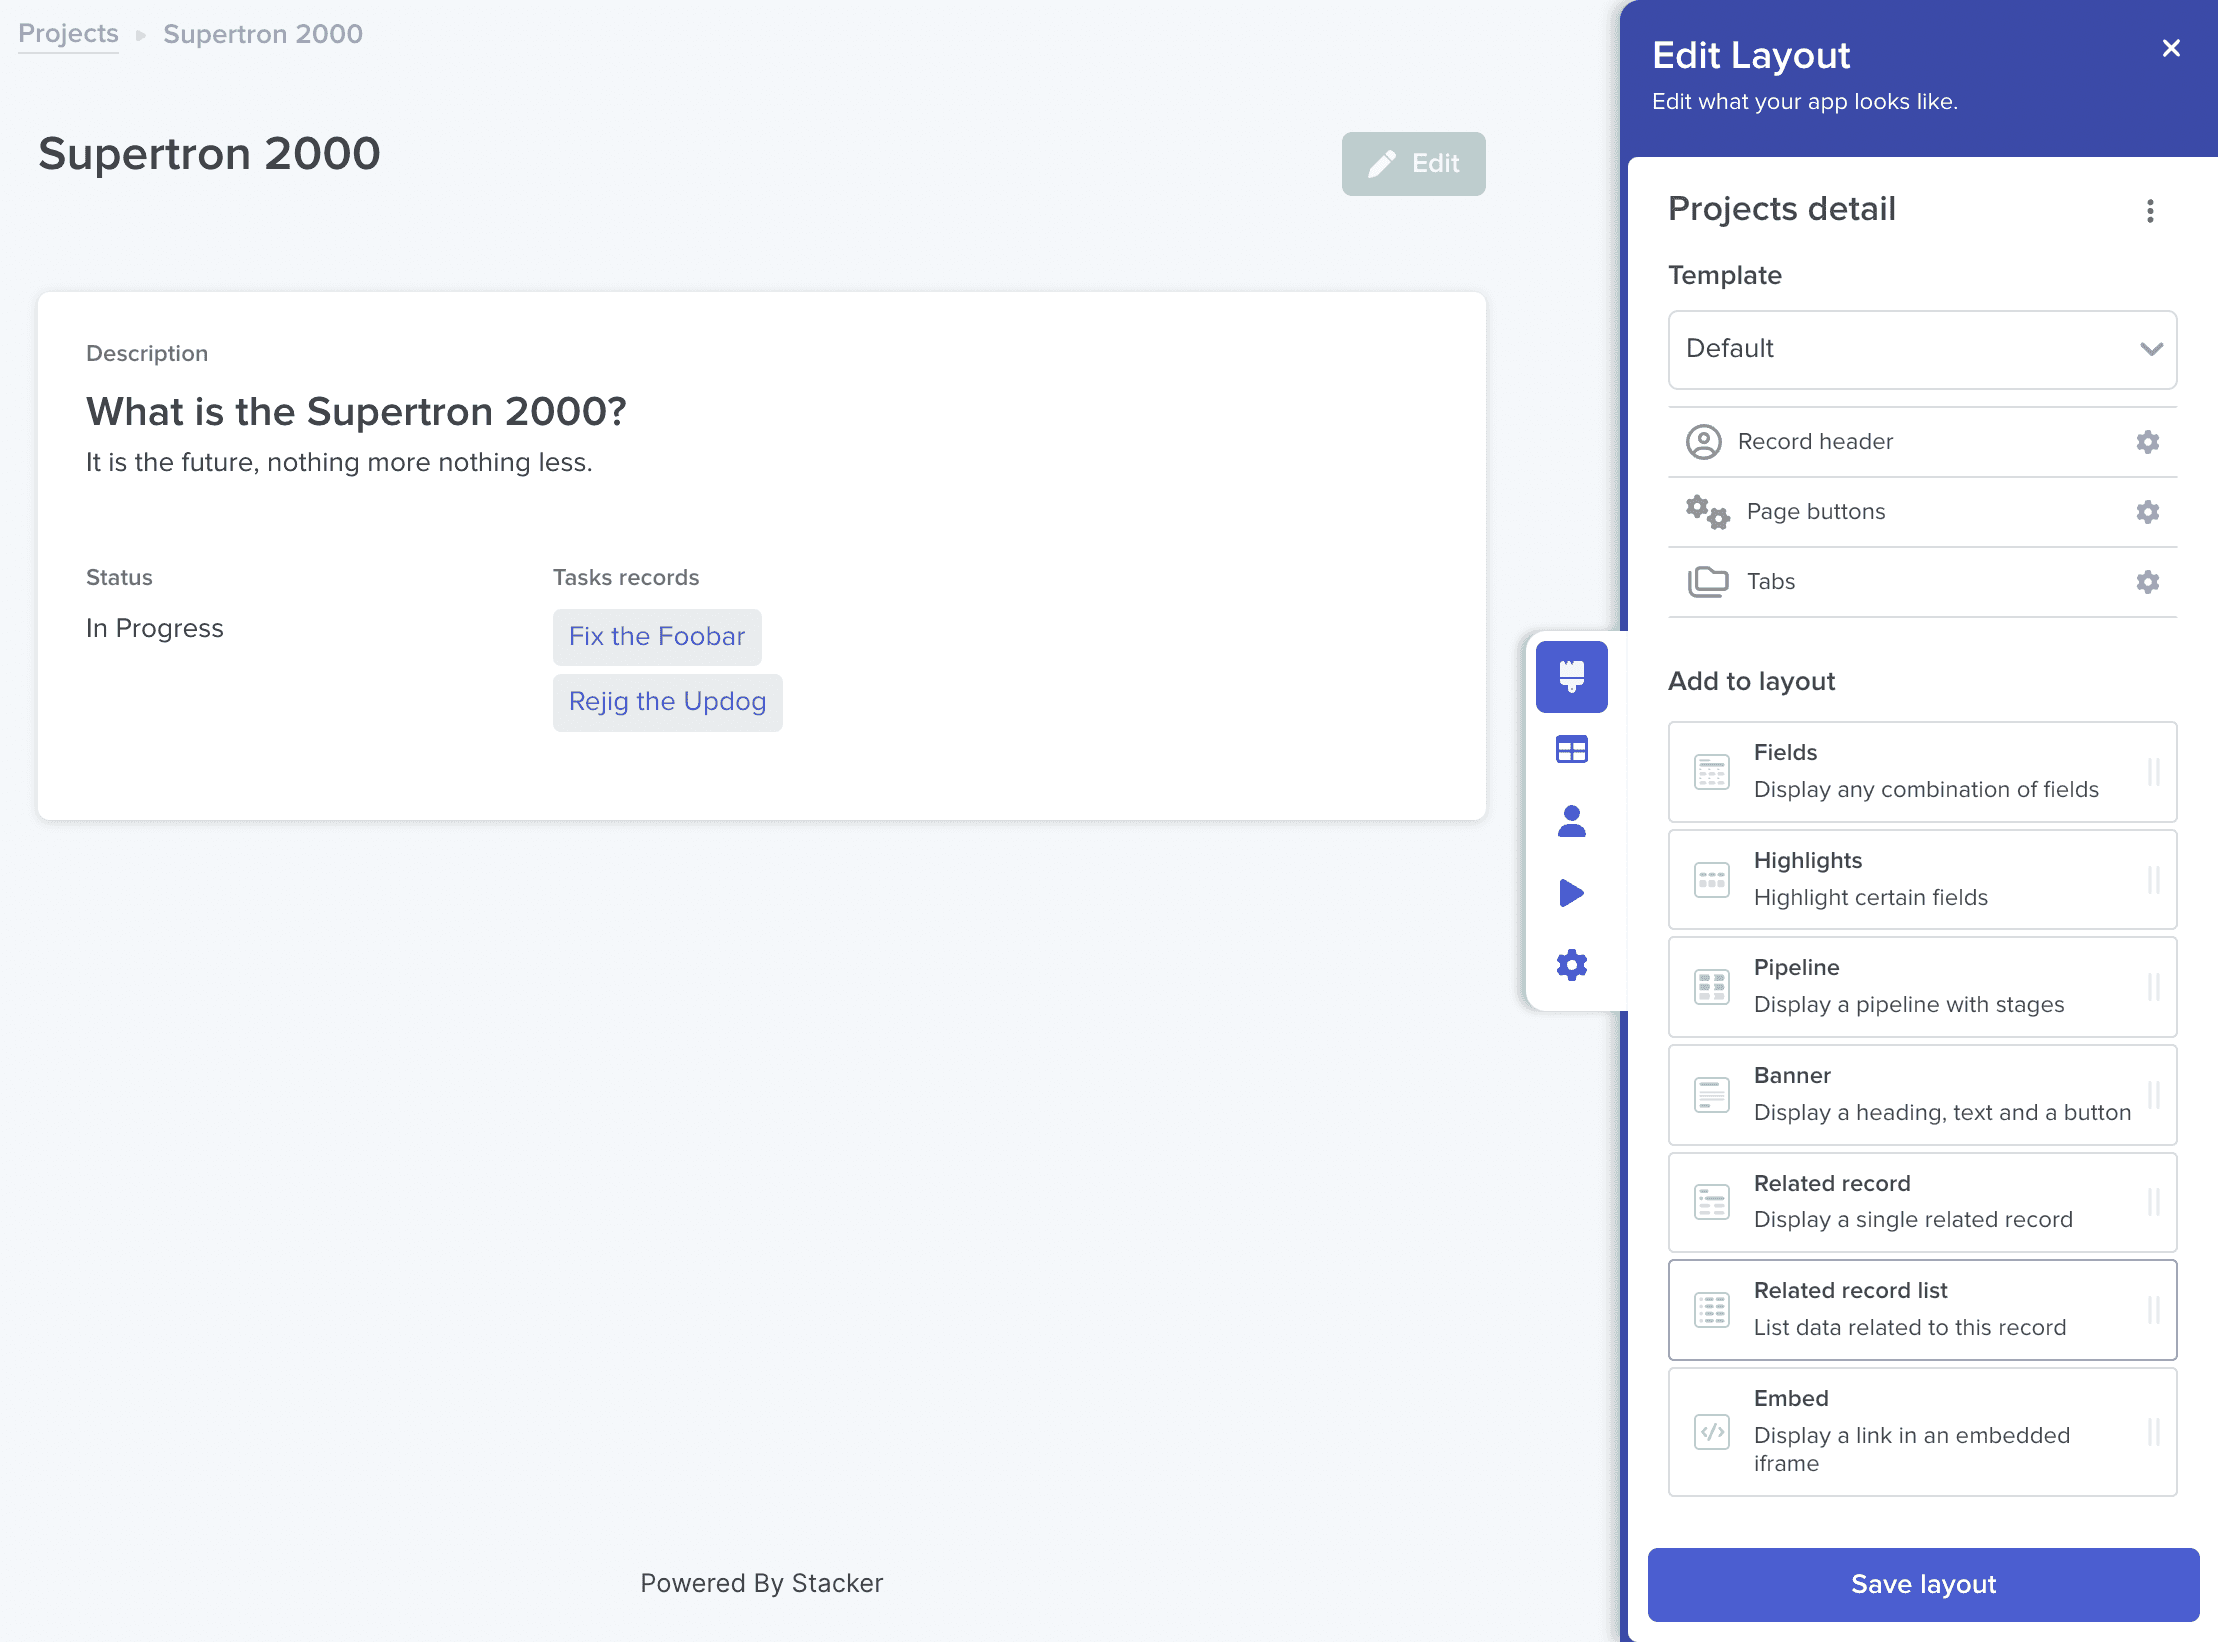 Projects
Supertron 2000
Supertron 2000
Edit
Description
What is the Supertron 2000?
It is the future, nothing more nothing less.
Status
Tasks records
In Progress
Fix the Foobar
Rejig the Updog
Powered By Stacker
Edit Layout
Edit what your app looks like.
Projects detail
Template
Default
Record header
Page buttons
Tabs
Add to layout
Fields
Display any combination of fields
Highlights
Highlight certain fields
Pipeline
Display a pipeline with stages
Banner
Display a heading, text and a button
Related record
Display a single related record
Related record list
List data related to this record
Embed
Display a link in an embedded
iframe
Save layout